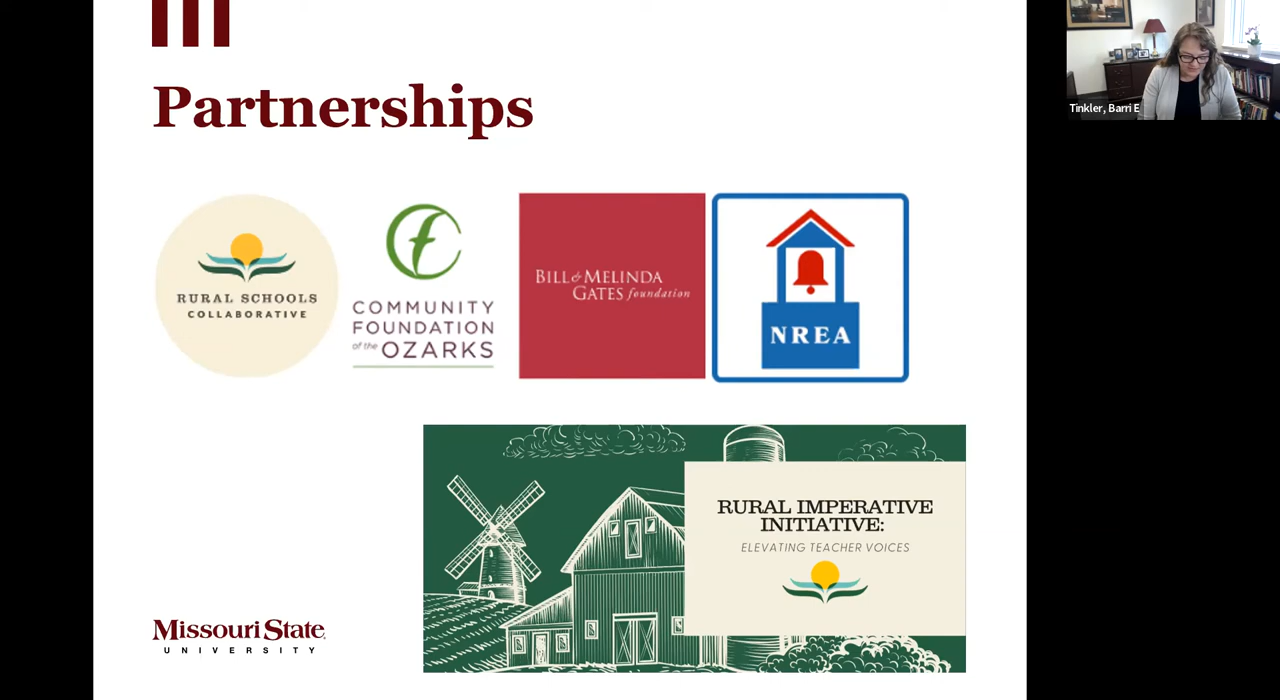 Partnerships
Tinkler, Barri E
RURAL SCHOOLS
COLLABORATIVE
COMMUNITY
FOUNDATION
of the OZARKS
BILL & MELINDA
GATES foundation
NREA
RURAL IMPERATIVE
INITIATIVE:
ELEVATING TEACHER VOICES
Missouri State
UNIVERSITY